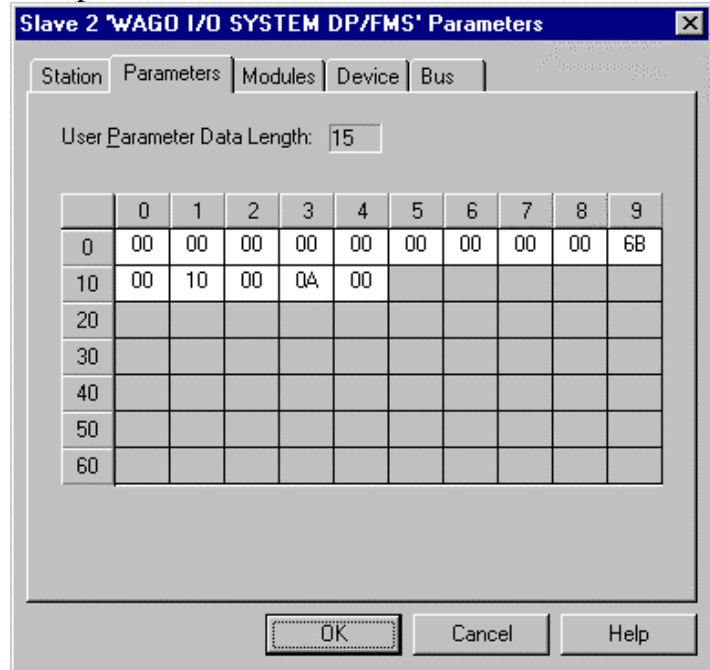 Slave 2 'WAGO I/O SYSTEM DP/FMS' Parameters
Station Parameters Modules Device Bus
User Parameter Data Length: 15
0 1 2 3 4 5 6 7 8 9
0 00 00 00 00 00 00 00 00 00 6B
10 00 10 00 0A 00
20
30
40
50
60
OK Cancel Help